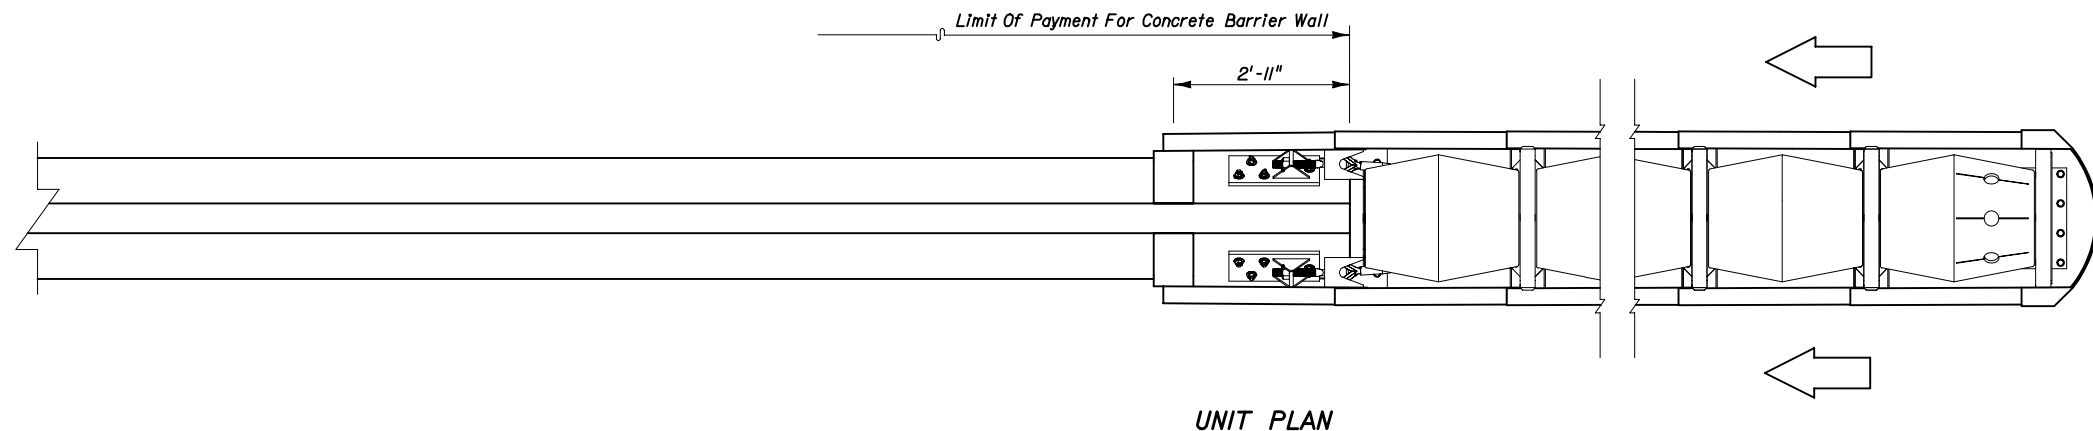 Limit Of Payment For Concrete Barrier Wall
2'-11"
UNIT PLAN